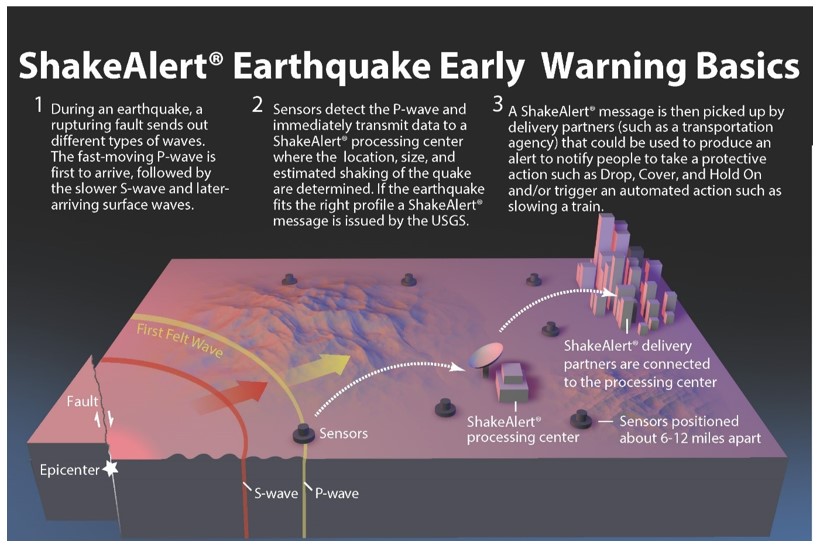 ShakeAlert® Earthquake Early Warning Basics
1 During an earthquake, a
rupturing fault sends out
different types of waves.
The fast-moving P-wave is
first to arrive, followed by
the slower S-wave and later-
arriving surface waves.
2 Sensors detect the P-wave and
immediately transmit data to a
ShakeAlert® processing center
where the location, size, and
estimated shaking of the quake
are determined. If the earthquake
fits the right profile a ShakeAlert®
message is issued by the USGS.
3 A ShakeAlert® message is then picked up by
delivery partners (such as a transportation
agency) that could be used to produce an
alert to notify people to take a protective
action such as Drop, Cover, and Hold On
and/or trigger an automated action such as
slowing a train.
First Felt Wave
ShakeAlert® delivery
partners are connected
to the processing center
Fault
Sensors
ShakeAlert®
processing center
Sensors positioned
about 6-12 miles apart
Epicenter
S-wave
P-wave